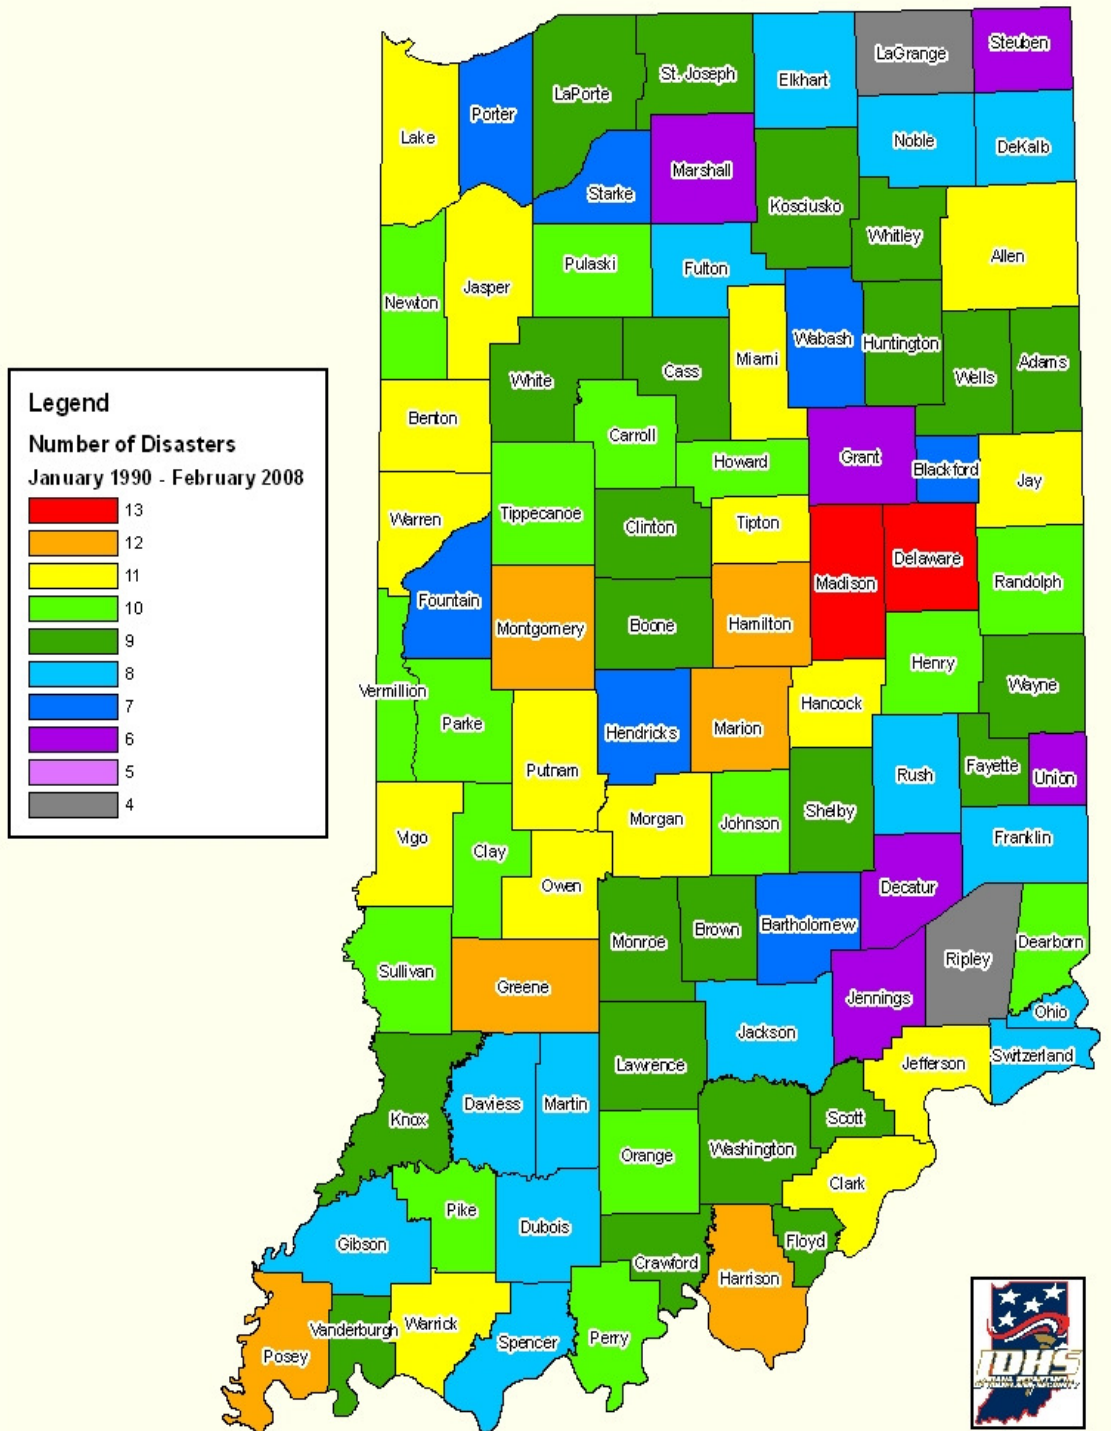 Steuben
LaGrange
St. Joseph
Elkhart
LaPorte
Porter
Lake
Noble
DeKalb
Marshall
Starke
Kosciusko
Whitley
Allen
Pulaski
Fulton
Jasper
Newton
Wabash
Huntington
Miami
Adams
Cass
Wells
White
Benton
Carroll
Howard
Grant
Blackford
Jay
Tippecanoe
Warren
Clinton
Tipton
Delaware
Madison
Randolph
Fountain
Montgomery
Boone
Hamilton
Henry
Wayne
Vermillion
Hancock
Parke
Hendricks
Marion
Putnam
Rush
Fayette
Union
Morgan
Johnson
Shelby
Vigo
Clay
Franklin
Owen
Decatur
Bartholomew
Brown
Monroe
Dearborn
Sullivan
Ripley
Greene
Jennings
Ohio
Jackson
Switzerland
Lawrence
Jefferson
Daviess
Martin
Knox
Scott
Washington
Orange
Clark
Pike
Dubois
Gibson
Floyd
Crawford
Harrison
Warrick
Vanderburgh
Spencer
Perry
Posey
Legend
Number of Disasters
January 1990 - February 2008
13
12
11
10
9
8
7
6
5
4
IDHS